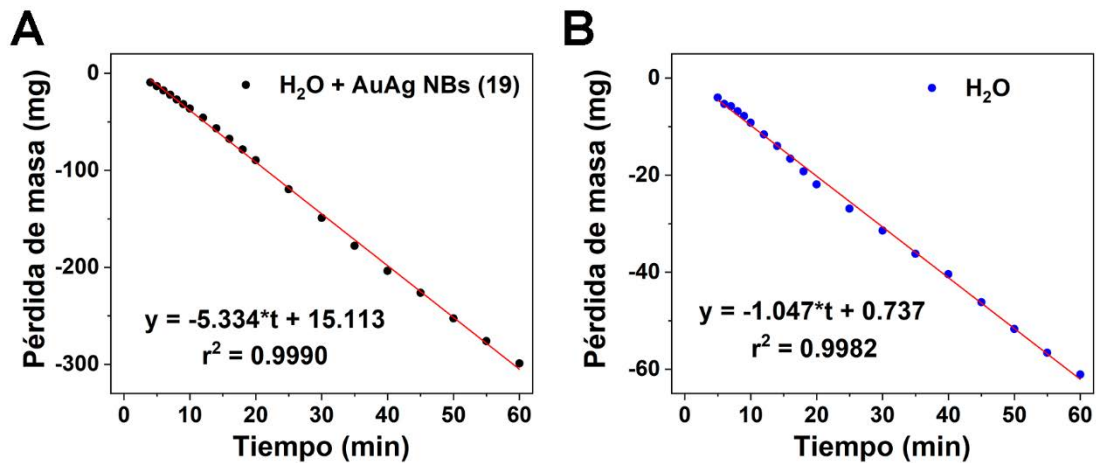 A
Pérdida de masa (mg)
0
-100
-200
-300
H₂O + AuAg NBs (19)
y = -5.334*t + 15.113
r² = 0.9990
0 10 20 30 40 50 60
Tiempo (min)
B
Pérdida de masa (mg)
0
-20
-40
-60
H₂O
y = -1.047*t + 0.737
r² = 0.9982
0 10 20 30 40 50 60
Tiempo (min)